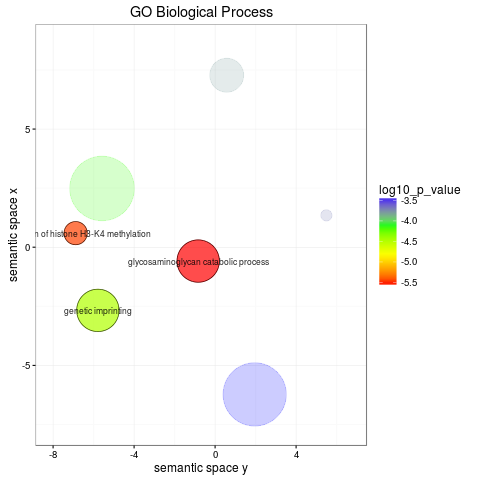 GO Biological Process
semantic space x
5
0
-5
n of histone H3-K4 methylation
glycosaminoglycan catabolic process
genetic imprinting
-8
-4
0
4
semantic space y
log10_p_value
-3.5
-4.0
-4.5
-5.0
-5.5